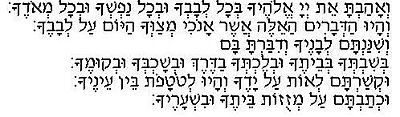 וְאָהַבְתָּ אֵת יְיָ אֱלֹהֶיךָ בְּכָל לְבָבְךָ וּבְכָל נַפְשְׁךָ וּבְכָל מְאֹדֶךָ:
וְהָיוּ הַדְּבָרִים הָאֵלֶּה אֲשֶׁר אָנֹכִי מְצַוְּךָ הַיּוֹם עַל לְבָבֶךָ:
וְשִׁנַּנְתָּם לְבָנֶיךָ וְדִבַּרְתָּ בָּם
בְּשִׁבְתְּךָ בְּבֵיתֶךָ וּבְלֶכְתְּךָ בַדֶּרֶךְ וּבְשָׁכְבְּךָ וּבְקוּמֶךָ:
וּקְשַׁרְתָּם לְאוֹת עַל יָדֶךָ וְהָיוּ לְטֹטָפֹת בֵּין עֵינֶיךָ:
וּכְתַבְתָּם עַל מְזֻזוֹת בֵּיתֶךָ וּבִשְׁעָרֶיךָ: